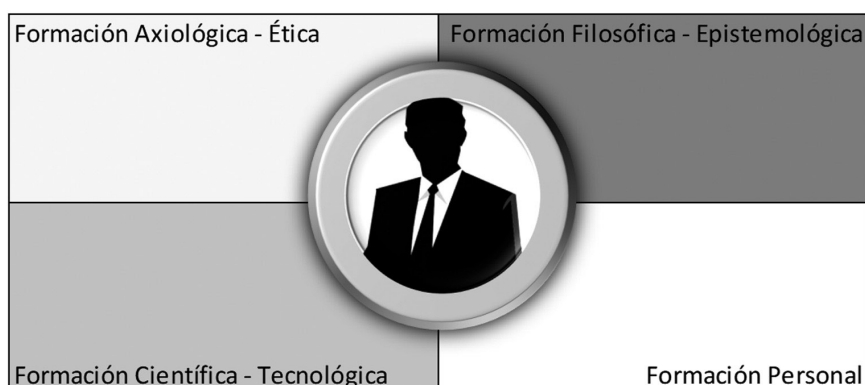 Formación Axiológica - Ética
Formación Filosófica - Epistemológica
Formación Científica - Tecnológica
Formación Personal